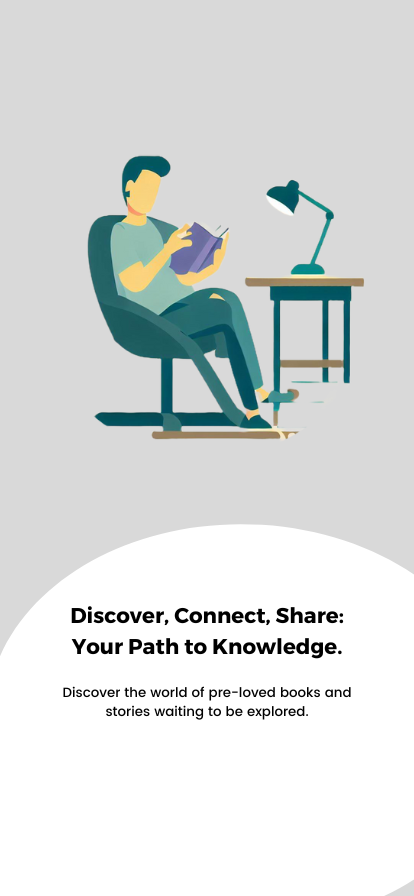 Discover, Connect, Share:
Your Path to Knowledge.
Discover the world of pre-loved books and
stories waiting to be explored.